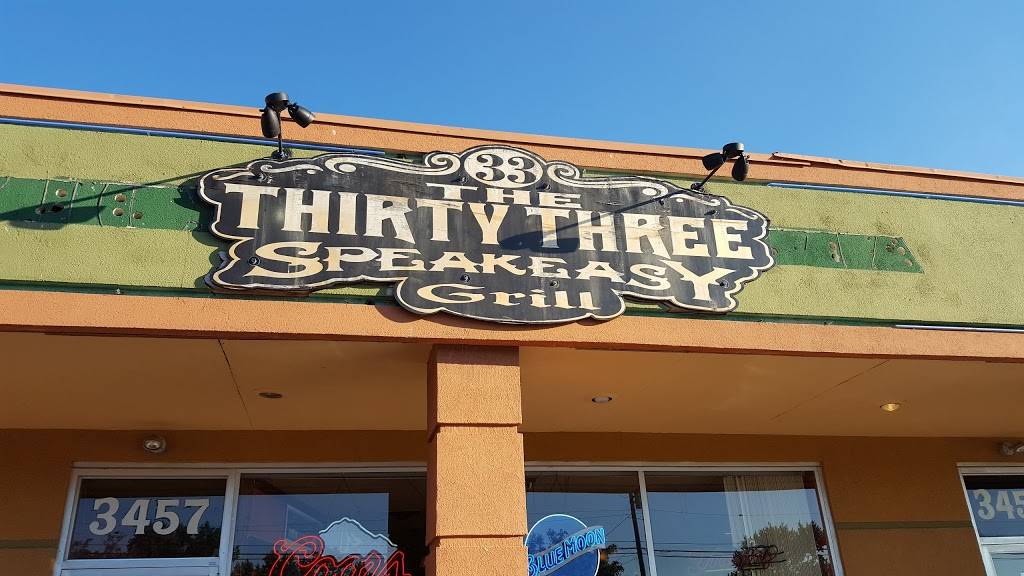 33
THE
THIRTY THREE
SPEAKEASY
Grill
3457
345
Coors
BLUE MOON